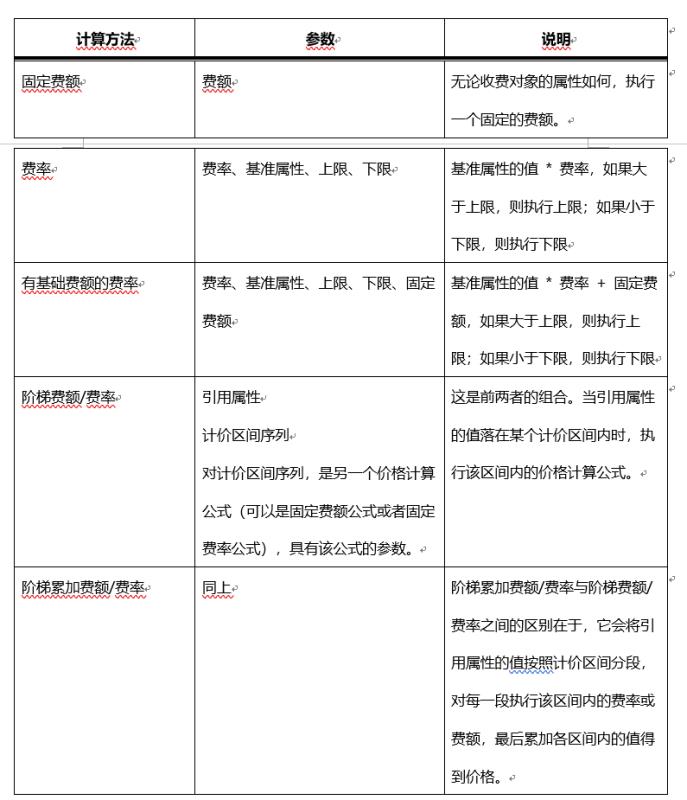 计算方法 参数 说明
固定费额 费额 无论收费对象的属性如何，执行
一个固定的费额。
费率 费率、基准属性、上限、下限 基准属性的值 * 费率，如果大
于上限，则执行上限；如果小于
下限，则执行下限
有基础费额的费率 费率、基准属性、上限、下限、固定 基准属性的值 * 费率 + 固定费
费额 额，如果大于上限，则执行上
限；如果小于下限，则执行下限
阶梯费额/费率 引用属性 这是前两者的组合。当引用属性
计价区间序列 的值落在某个计价区间内时，执
对计价区间序列，是另一个价格计算 行该区间内的价格计算公式。
公式（可以是固定费额公式或者固定
费率公式），具有该公式的参数。
阶梯累加费额/费率 同上 阶梯累加费额/费率与阶梯费额/
费率之间的区别在于，它会将引
用属性的值按照计价区间分段，
对每一段执行该区间内的费率或
费额，最后累加各区间内的值得
到价格。